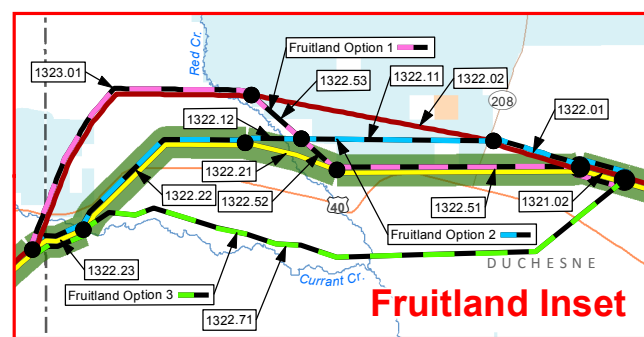 Red Cr.
Fruitland Option 1
1323.01
1322.53
1322.11
1322.02
208
1322.01
1322.12
1322.21
1322.22
1322.52
40
1322.51
1321.02
Fruitland Option 2
1322.23
DUCHESNE
Fruitland Option 3
Currant Cr.
1322.71
Fruitland Inset